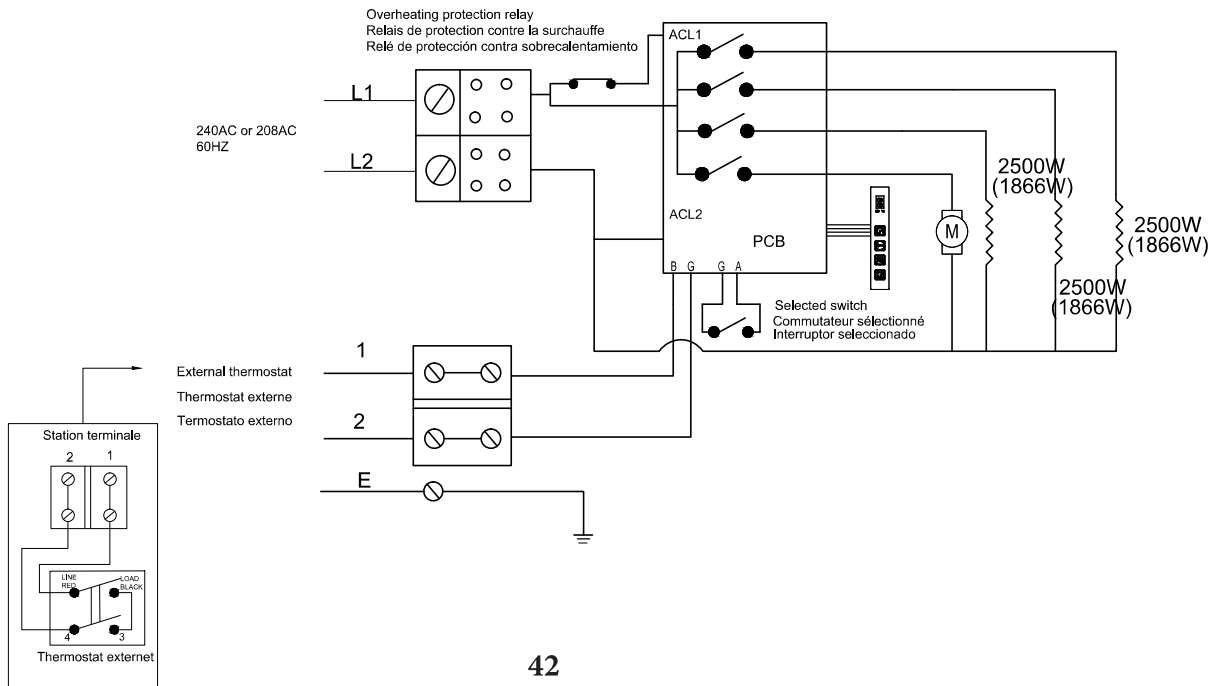 Overheating protection relay
Relais de protection contre la surchauffe
Relé de protección contra sobrecalentamiento
ACL1
L1
240AC or 208AC
60HZ
L2
2500W
(1866W)
ACL2
M
PCB
2500W
(1866W)
B G G A
2500W
(1866W)
Selected switch
Commutateur sélectionné
Interruptor seleccionado
1
External thermostat
Thermostat externe
2
Termostato externo
Station terminale
2 1
E
LINE
RED
LOAD
BLACK
4 3
Thermostat externet
42